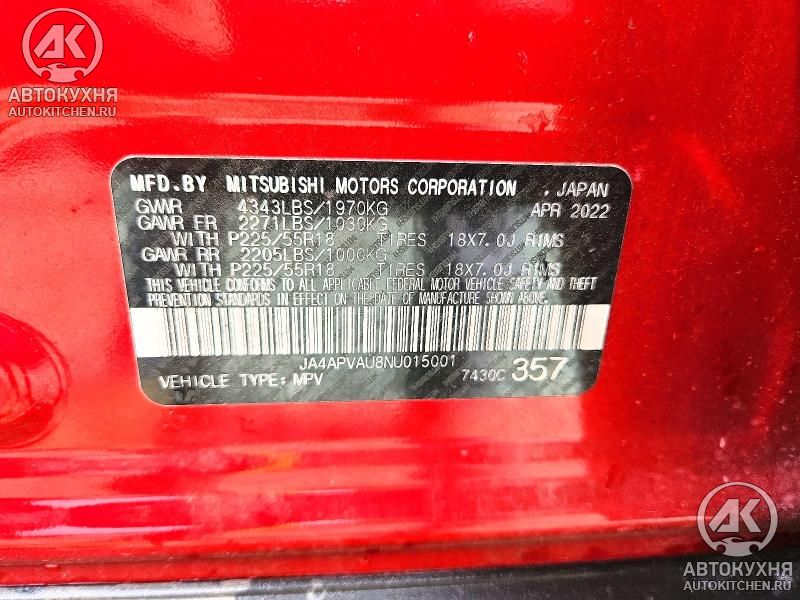 AK
АВТОКУХНЯ
AUTOKITCHEN.RU
MFD.BY MITSUBISHI MOTORS CORPORATION . JAPAN
GVWR 4343LBS/1970KG APR 2022
GAWR FR 2271LBS/1030KG
WITH P225/55R18 TIRES 18X7.0J RIMS
GAWR RR 2205LBS/1000KG
WITH P225/55R18 TIRES 18X7.0J RIMS
THIS VEHICLE CONFORMS TO ALL APPLICABLE FEDERAL MOTOR VEHICLE SAFETY AND THEFT
PREVENTION STANDARDS IN EFFECT ON THE DATE OF MANUFACTURE SHOWN ABOVE.
JA4APVAU8NU015001
VEHICLE TYPE: MPV 7430C 357
AK
АВТОКУХНЯ
AUTOKITCHEN.RU